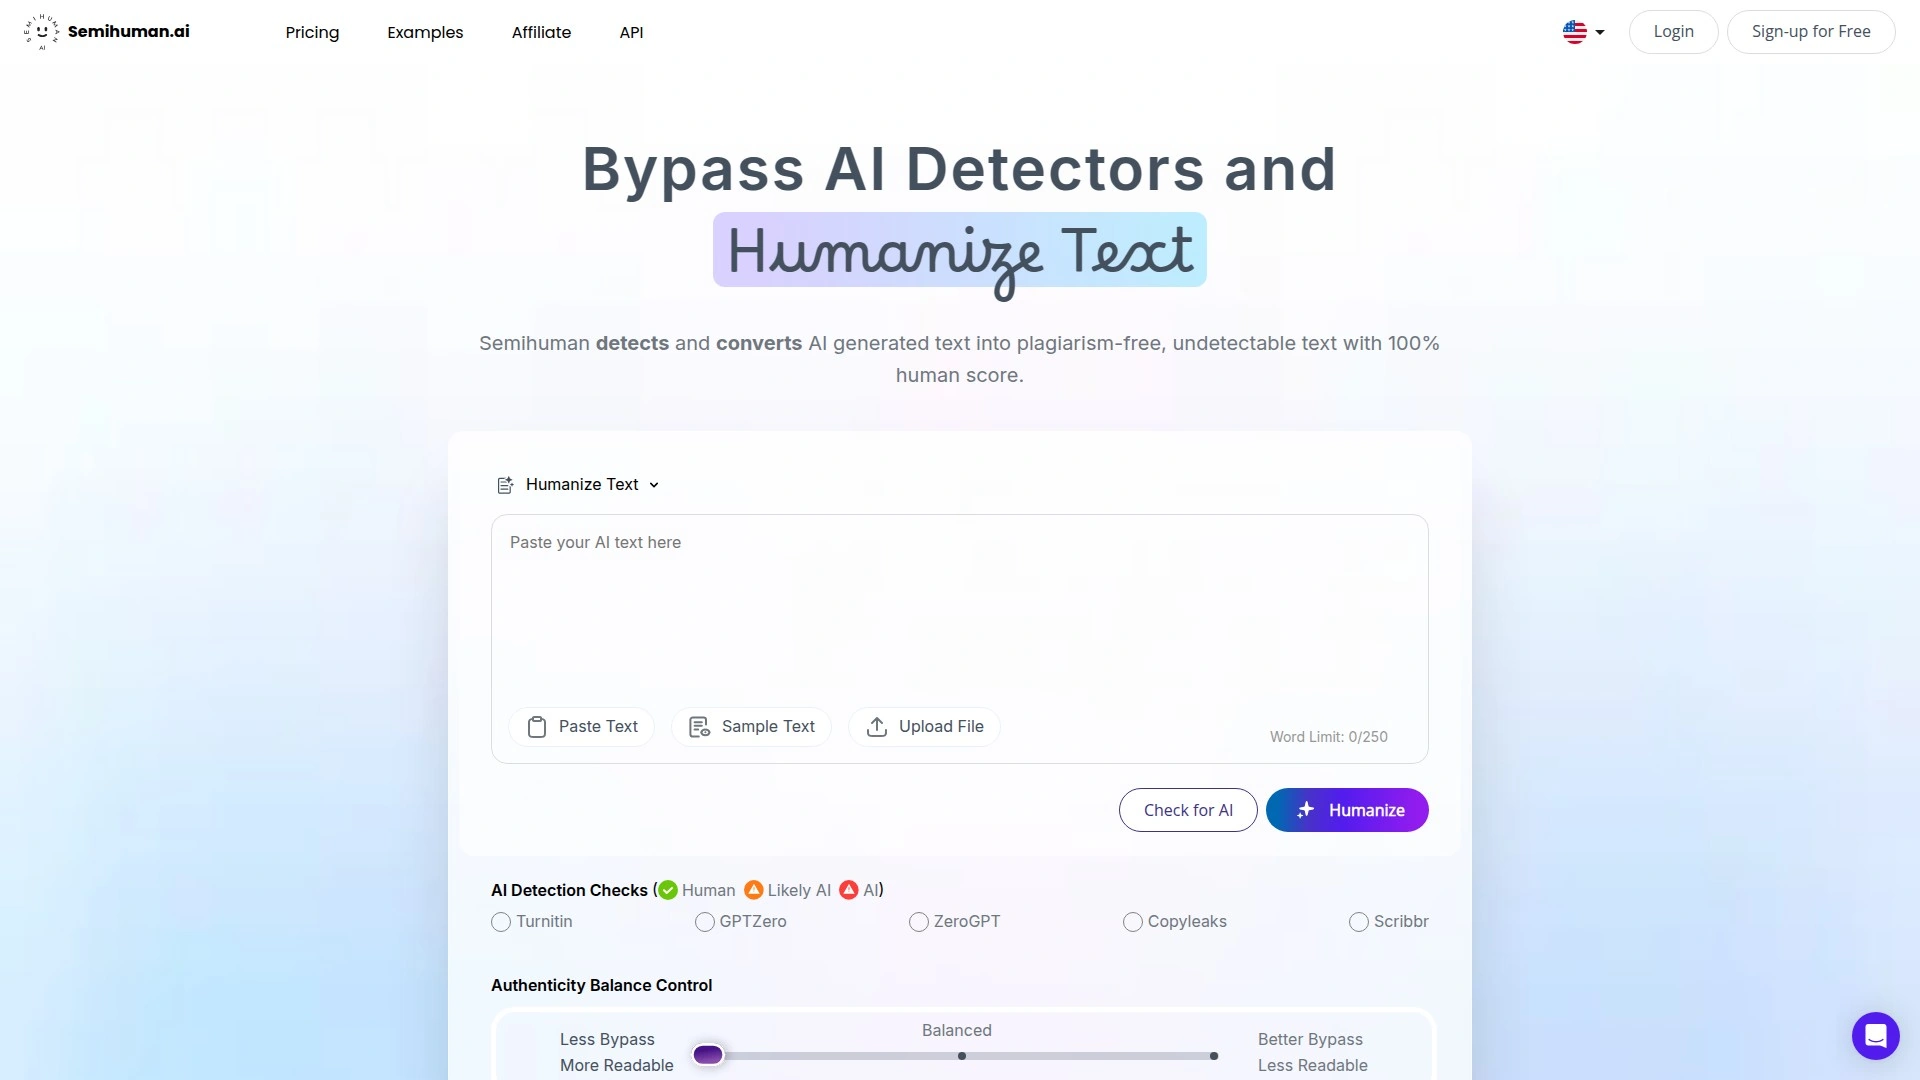 SEMIHUMAN AI
Semihuman.ai
Pricing
Examples
Affiliate
API
Login
Sign-up for Free
Bypass AI Detectors and
Humanize Text
Semihuman detects and converts AI generated text into plagiarism-free, undetectable text with 100%
human score.
Humanize Text
Paste your AI text here
Paste Text
Sample Text
Upload File
Word Limit: 0/250
Check for AI
Humanize
AI Detection Checks ( Human Likely AI AI)
Turnitin
GPTZero
ZeroGPT
Copyleaks
Scribbr
Authenticity Balance Control
Less Bypass
More Readable
Balanced
Better Bypass
Less Readable